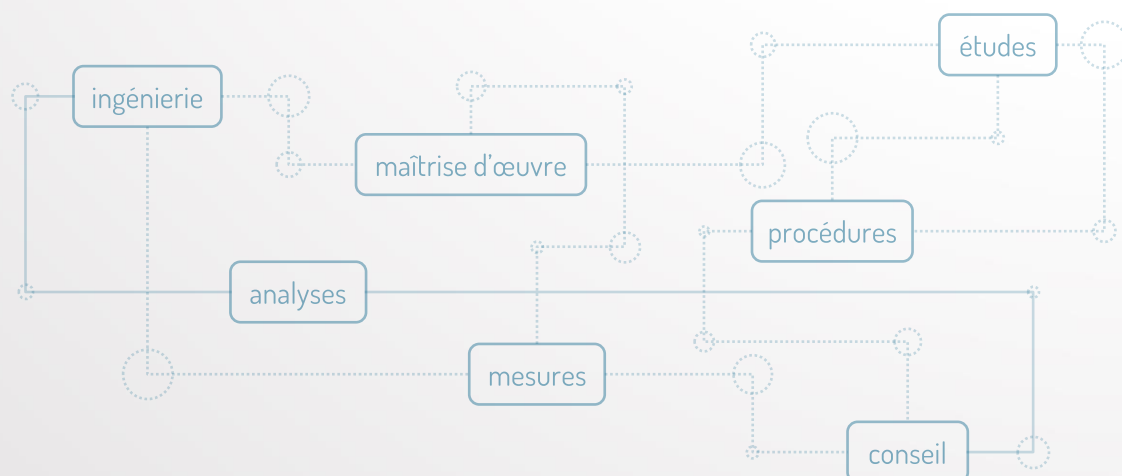 études
ingénierie
maîtrise d'œuvre
procédures
analyses
mesures
conseil